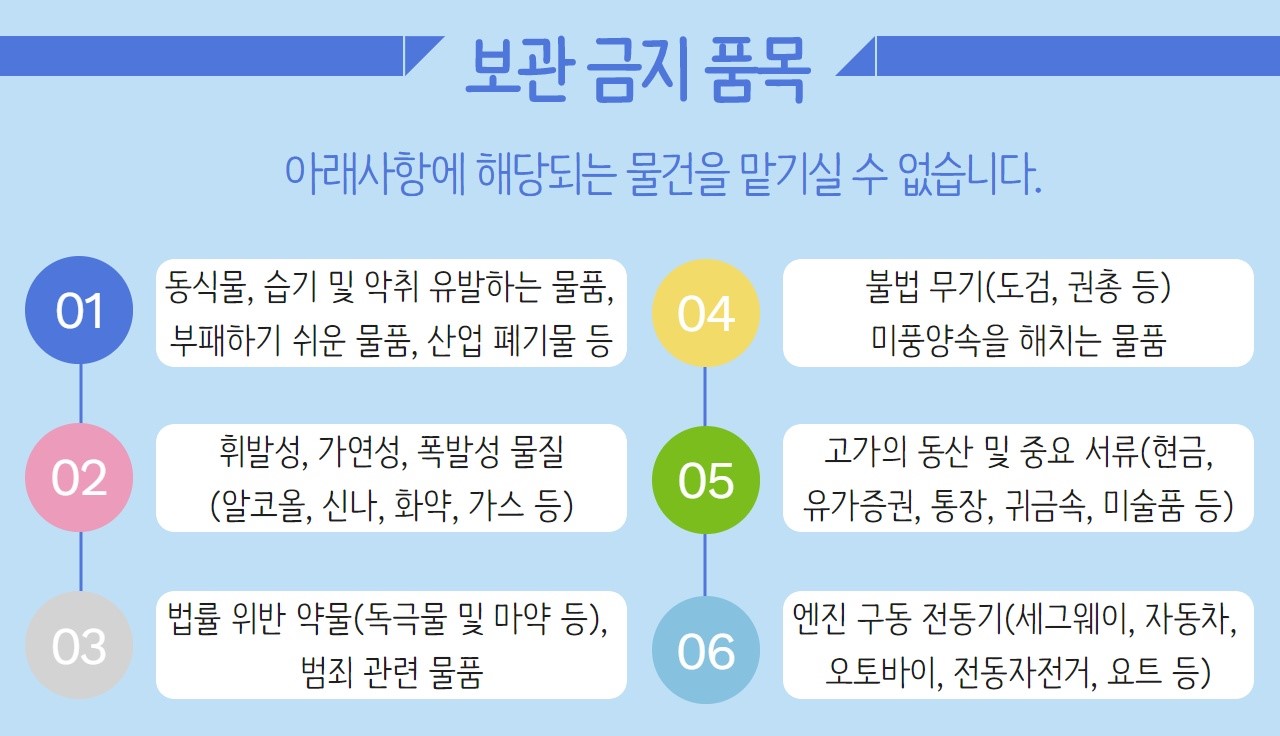 보관 금지 품목
아래사항에 해당되는 물건을 맡기실 수 없습니다.
01
동식물, 습기 및 악취 유발하는 물품,
부패하기 쉬운 물품, 산업 폐기물 등
02
휘발성, 가연성, 폭발성 물질
(알코올, 신나, 화약, 가스 등)
03
법률 위반 약물(독극물 및 마약 등),
범죄 관련 물품
04
불법 무기(도검, 권총 등)
미풍양속을 해치는 물품
05
고가의 동산 및 중요 서류(현금,
유가증권, 통장, 귀금속, 미술품 등)
06
엔진 구동 전동기(세그웨이, 자동차,
오토바이, 전동자전거, 요트 등)